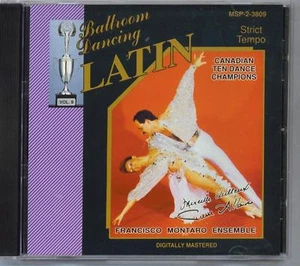 MSP-2-3809
Ballroom
Dancing
LATIN
Strict
Tempo
CANADIAN
TEN DANCE
CHAMPIONS
VOL. 9
FRANCISCO MONTARO ENSEMBLE
DIGITALLY MASTERED